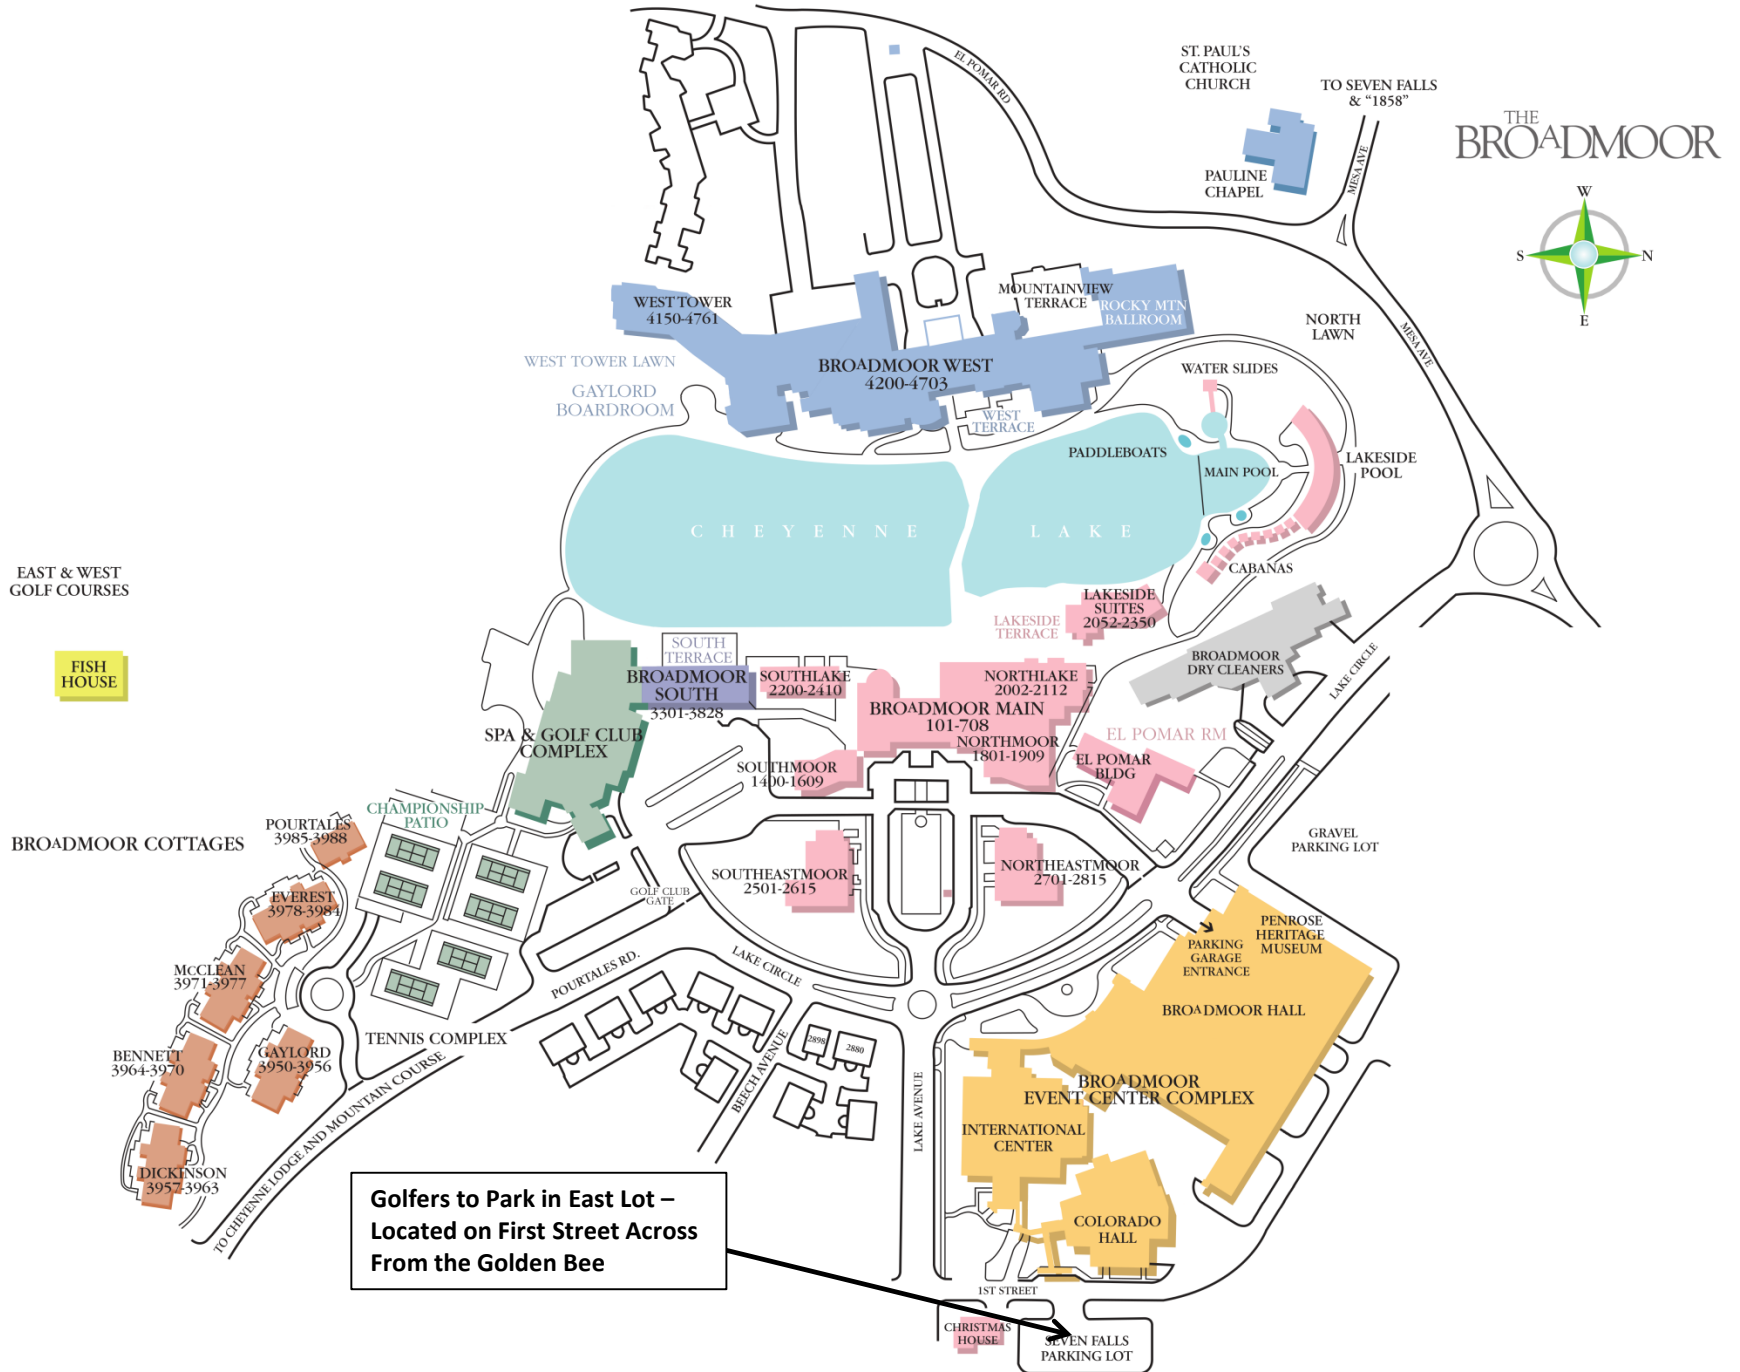 EL POMAR RD
ST. PAUL'S
CATHOLIC
CHURCH
TO SEVEN FALLS
& "1858"
THE
BROADMOOR
MESA AVE
PAULINE
CHAPEL
W
S
N
E
WEST TOWER
4150-4761
MOUNTAINVIEW
TERRACE
ROCKY MTN
BALLROOM
NORTH
LAWN
MESA AVE
WEST TOWER LAWN
GAYLORD
BOARDROOM
BROADMOOR WEST
4200-4703
WEST
TERRACE
WATER SLIDES
PADDLEBOATS
MAIN POOL
LAKESIDE
POOL
CHEYENNE LAKE
CABANAS
EAST & WEST
GOLF COURSES
FISH
HOUSE
LAKESIDE
SUITES
2052-2350
LAKESIDE
TERRACE
SOUTH
TERRACE
BROADMOOR
SOUTH
3301-3828
SOUTHLAKE
2200-2410
NORTHLAKE
2002-2112
BROADMOOR MAIN
101-708
BROADMOOR
DRY CLEANERS
LAKE CIRCLE
SPA & GOLF CLUB
COMPLEX
SOUTHMOOR
1400-1609
NORTHMOOR
1801-1909
EL POMAR RM
EL POMAR
BLDG
CHAMPIONSHIP
PATIO
BROADMOOR COTTAGES
POURTALES
3985-3988
EVEREST
3978-3984
SOUTHEASTMOOR
2501-2615
NORTHEASTMOOR
2701-2815
GRAVEL
PARKING LOT
GOLF CLUB
GATE
PENROSE
HERITAGE
MUSEUM
PARKING
GARAGE
ENTRANCE
MCCLEAN
3971-3977
POURTALES RD.
LAKE CIRCLE
BROADMOOR HALL
TENNIS COMPLEX
BENNETT
3964-3970
GAYLORD
3950-3956
2898
2880
BEECH AVENUE
LAKE AVENUE
BROADMOOR
EVENT CENTER COMPLEX
INTERNATIONAL
CENTER
DICKINSON
3957-3963
TO CHEYENNE LODGE AND MOUNTAIN COURSE
Golfers to Park in East Lot –
Located on First Street Across
From the Golden Bee
COLORADO
HALL
1ST STREET
CHRISTMAS
HOUSE
SEVEN FALLS
PARKING LOT